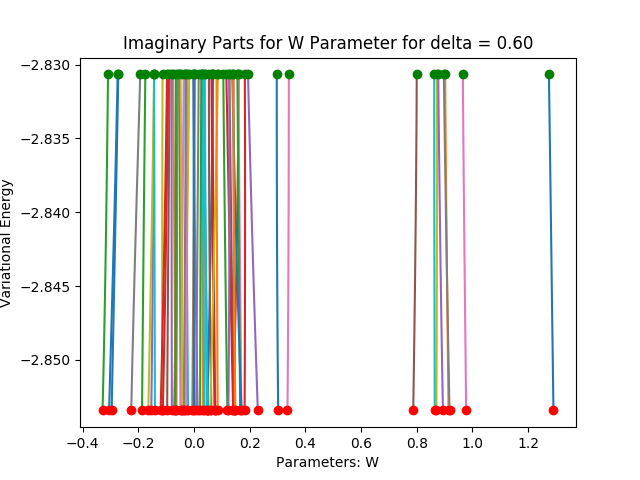 Imaginary Parts for W Parameter for delta = 0.60
−2.830
−2.835
−2.840
−2.845
−2.850
Variational Energy
−0.4 −0.2 0.0 0.2 0.4 0.6 0.8 1.0 1.2
Parameters: W